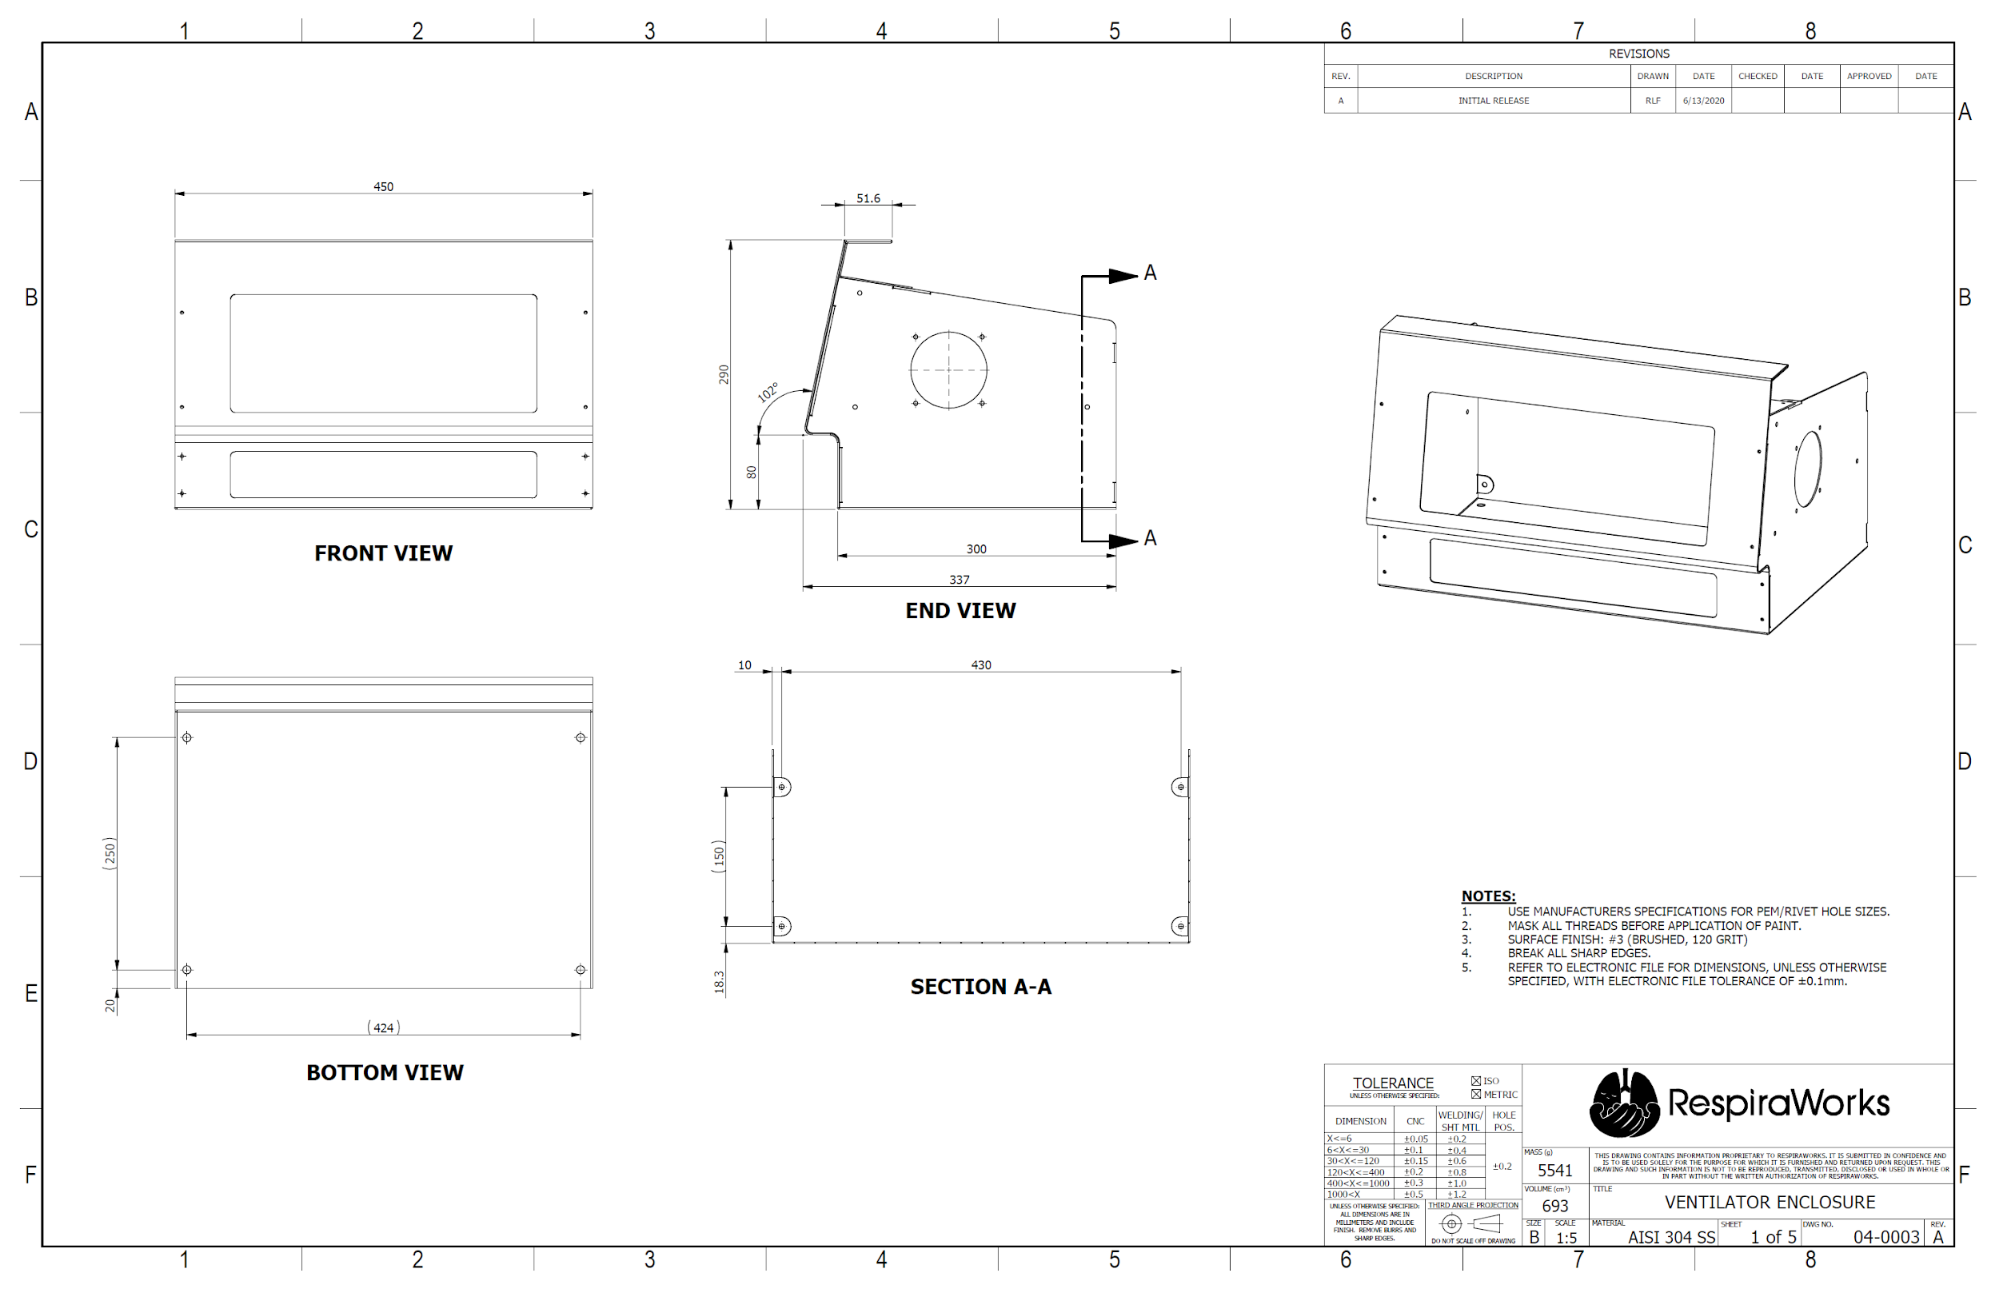 1 2 3 4 5 6 7 8
REVISIONS
REV. DESCRIPTION DRAWN DATE CHECKED DATE APPROVED DATE
A INITIAL RELEASE RLF 6/13/2020
A A
B B
C C
D D
E
F F
450
FRONT VIEW
51.6
290
102°
80
A
A
300
337
END VIEW
(250)
20
(424)
BOTTOM VIEW
10 430
(150)
18.3
SECTION A-A
NOTES:
1. USE MANUFACTURERS SPECIFICATIONS FOR PEM/RIVET HOLE SIZES.
2. MASK ALL THREADS BEFORE APPLICATION OF PAINT.
3. SURFACE FINISH: #3 (BRUSHED, 120 GRIT)
4. BREAK ALL SHARP EDGES.
5. REFER TO ELECTRONIC FILE FOR DIMENSIONS, UNLESS OTHERWISE
SPECIFIED, WITH ELECTRONIC FILE TOLERANCE OF ±0.1mm.
TOLERANCE
UNLESS OTHERWISE SPECIFIED:
ISO
METRIC
DIMENSION CNC WELDING/ SHT MTL HOLE POS.
X<=6 ±0.05 ±0.2
6<X<=30 ±0.1 ±0.4
30<X<=120 ±0.15 ±0.6
120<X<=400 ±0.2 ±0.8
400<X<=1000 ±0.3 ±1.0
1000<X ±0.5 ±1.2
±0.2
UNLESS OTHERWISE SPECIFIED:
ALL DIMENSIONS ARE IN
MILLIMETERS AND INCLUDE
FINISH. REMOVE BURRS AND
SHARP EDGES.
THIRD ANGLE PROJECTION
DO NOT SCALE OFF DRAWING
RespiraWorks
MASS (g)
5541
THIS DRAWING CONTAINS INFORMATION PROPRIETARY TO RESPIRAWORKS. IT IS SUBMITTED IN CONFIDENCE AND
IS TO BE USED SOLELY FOR THE PURPOSE FOR WHICH IT IS FURNISHED AND RETURNED UPON REQUEST. THIS
DRAWING AND SUCH INFORMATION IS NOT TO BE REPRODUCED, TRANSMITTED, DISCLOSED OR USED IN WHOLE OR
IN PART WITHOUT THE WRITTEN AUTHORIZATION OF RESPIRAWORKS.
VOLUME (cm³)
693
TITLE
VENTILATOR ENCLOSURE
SIZE
B
SCALE
1:5
MATERIAL
AISI 304 SS
SHEET
1 of 5
DWG NO.
04-0003
REV.
A
1 2 3 4 5 6 7 8